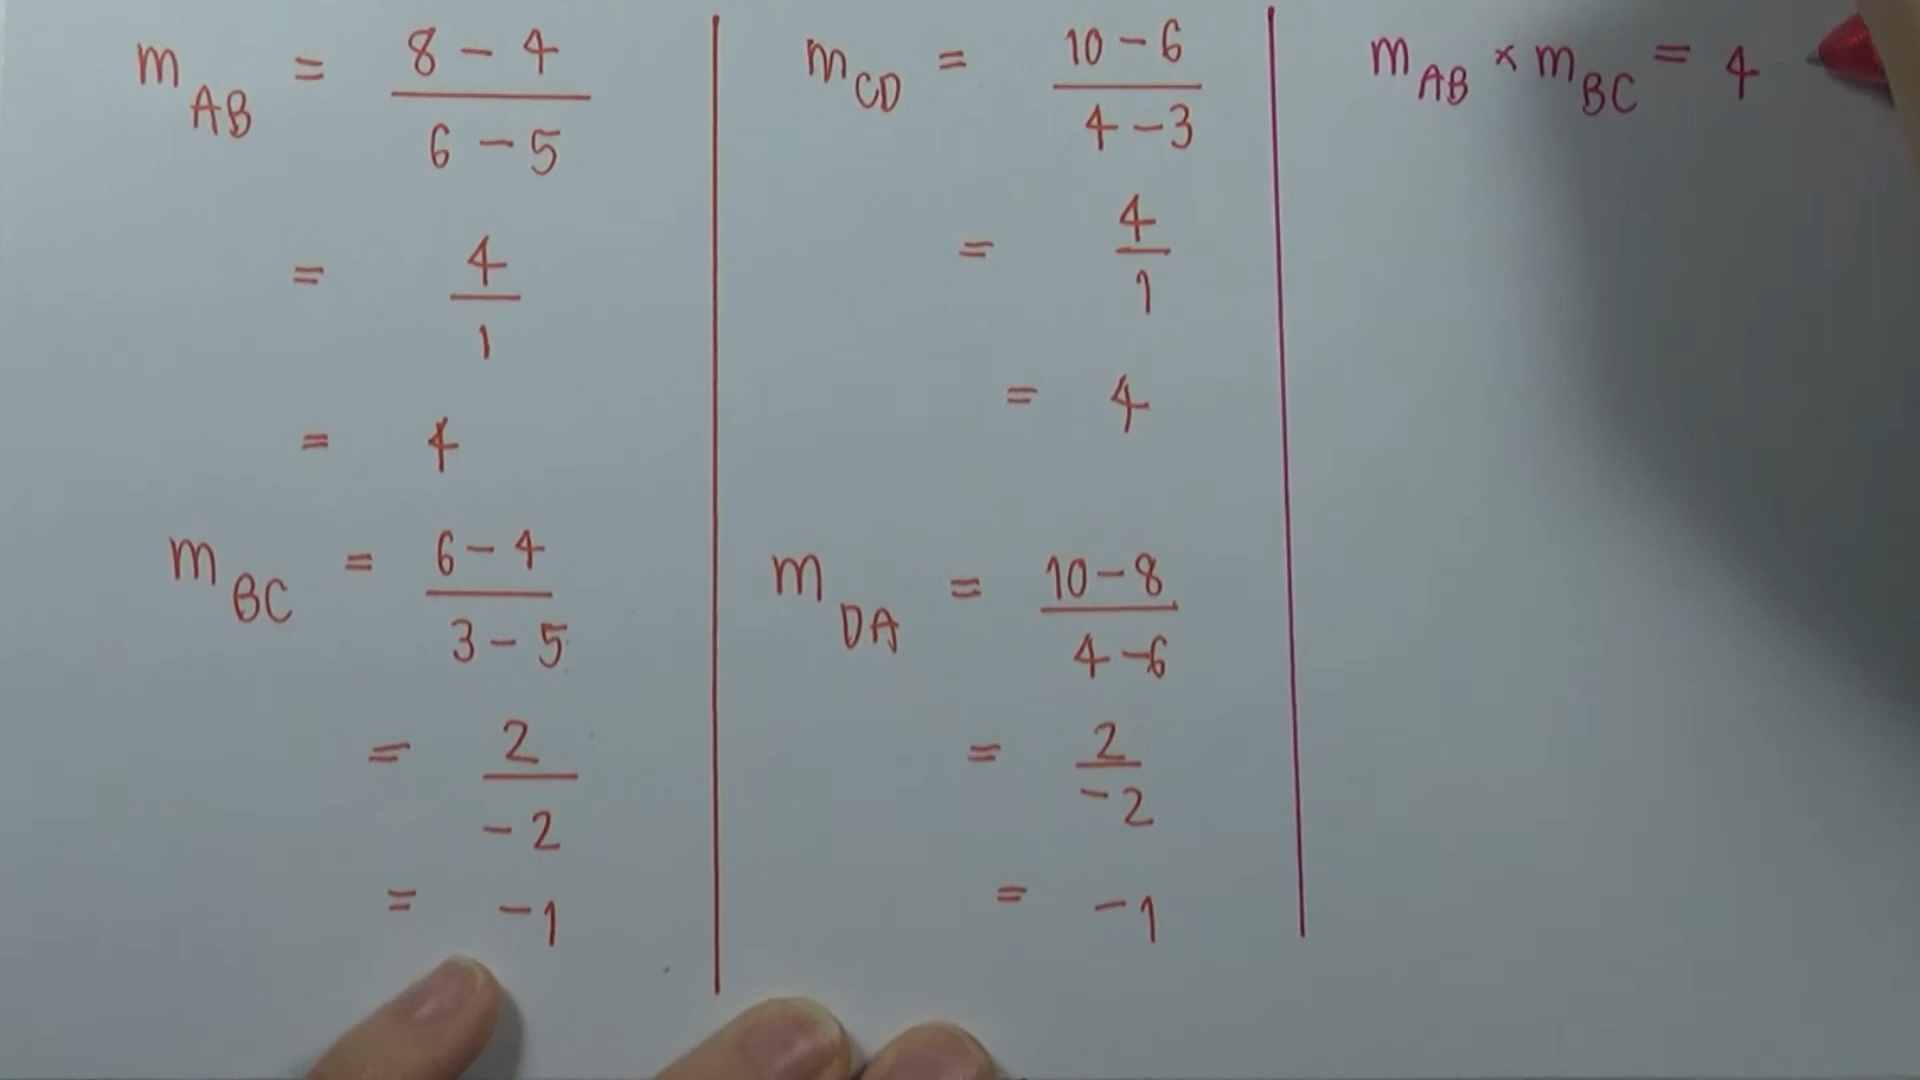 m_AB = (8 - 4)/(6 - 5)
= 4/1
= 4
m_BC = (6 - 4)/(3 - 5)
= 2/(-2)
= -1
m_CD = (10 - 6)/(4 - 3)
= 4/1
= 4
m_DA = (10 - 8)/(4 - 6)
= 2/(-2)
= -1
m_AB × m_BC = 4